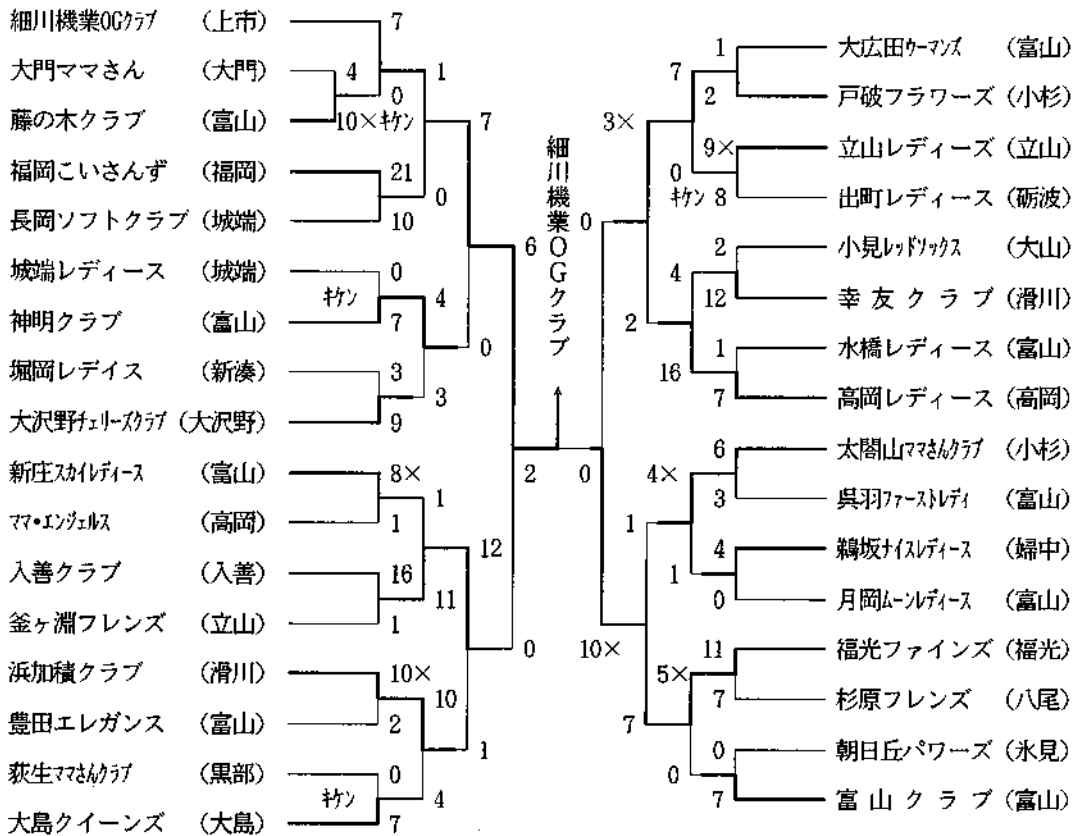 細川機業OGクラブ (上市) 7
大門ママさん (大門) 4
藤の木クラブ (富山) 10×キケン
0
1
福岡こいさんず (福岡) 21
長岡ソフトクラブ (城端) 10
0
7
城端レディース (城端) 0
キケン
神明クラブ (富山) 7
4
堀岡レデイス (新湊) 3
大沢野チェリーズクラブ (大沢野) 9
3
0
6
新庄スカイレディース (富山) 8×
ママ・エンジェルス (高岡) 1
1
入善クラブ (入善) 16
釜ヶ淵フレンズ (立山) 1
11
12
浜加積クラブ (滑川) 10×
豊田エレガンス (富山) 2
10
荻生ママさんクラブ (黒部) 0
キケン
大島クイーンズ (大島) 7
4
1
0
2
細川機業OGクラブ
0
大広田ウーマンズ (富山) 1
戸破フラワーズ (小杉) 2
7
立山レディーズ (立山) 9×
出町レディース (砺波) 8
0
キケン
3×
小見レッドソックス (大山) 2
幸友クラブ (滑川) 12
4
水橋レディース (富山) 1
高岡レディース (高岡) 7
16
2
0
太閤山ママさんクラブ (小杉) 6
呉羽ファーストレディ (富山) 3
4×
鵜坂ナイスレディース (婦中) 4
月岡ムーンレディース (富山) 0
1
1
福光ファインズ (福光) 11
杉原フレンズ (八尾) 7
5×
朝日丘パワーズ (氷見) 0
富山クラブ (富山) 7
0
7
10×